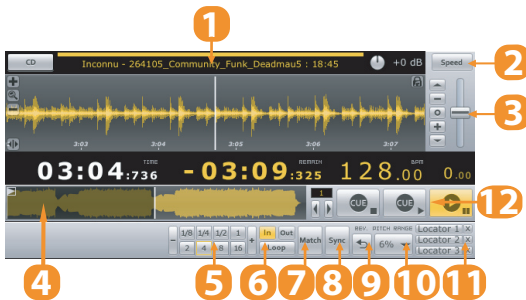 1
CD
Inconnu - 264105_Community_Funk_Deadmau5 : 18:45
+0 dB
Speed
2
3
3:03 3:04 3:05 3:06 3:07
TIME
03:04:736
REMAIN
- 03:09:325
BPM
128.00
0.00
1
CUE
CUE
12
4
- 1/8 1/4 1/2 1 +
2 4 8 16
In Out
Loop
Match
Sync
REV.
PITCH RANGE
6%
Locator 1 X
Locator 2 X
Locator 3 X
5
6
7
8
9
10
11